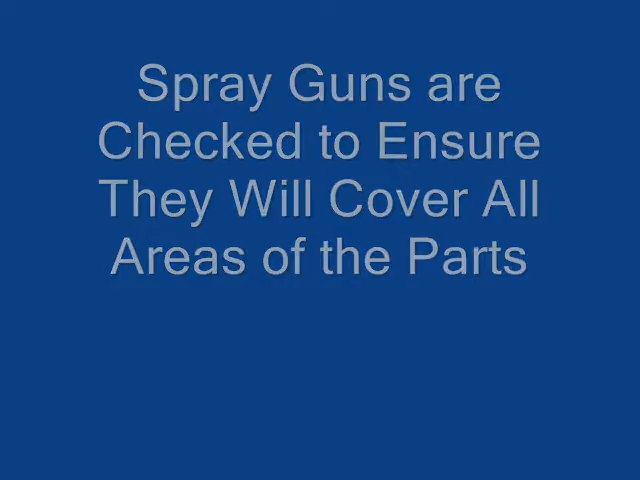 Spray Guns are
Checked to Ensure
They Will Cover All
Areas of the Parts